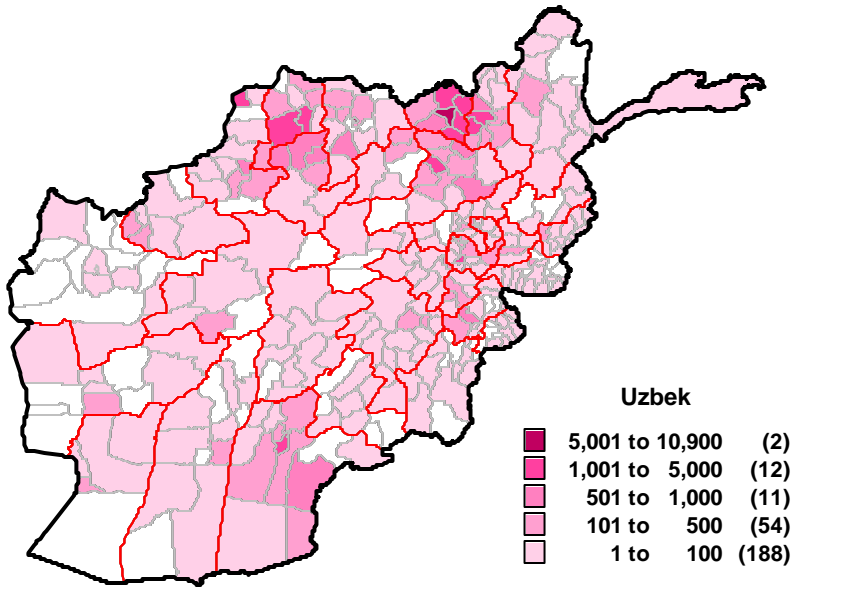 Uzbek
5,001 to 10,900 (2)
1,001 to 5,000 (12)
501 to 1,000 (11)
101 to 500 (54)
1 to 100 (188)